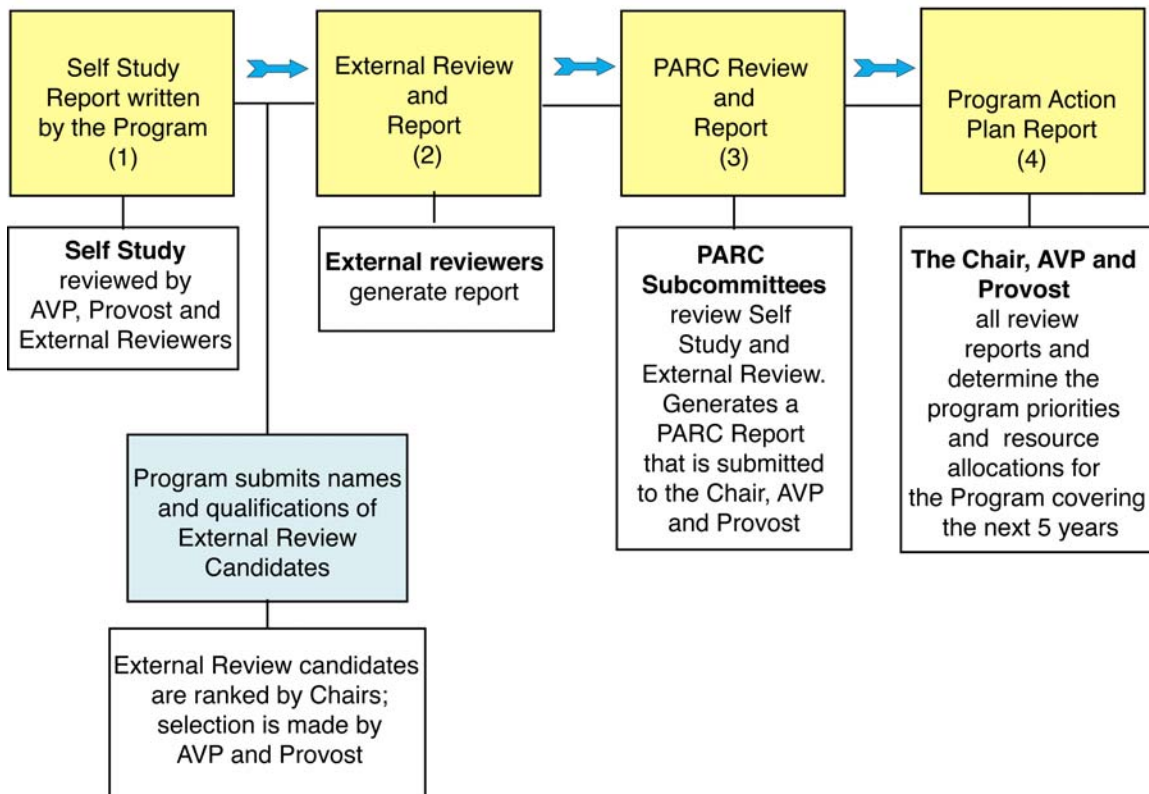 Self Study
Report written
by the Program
(1)
External Review
and
Report
(2)
PARC Review
and
Report
(3)
Program Action
Plan Report
(4)
Self Study
reviewed by
AVP, Provost and
External Reviewers
External reviewers
generate report
PARC
Subcommittees
review Self
Study and
External Review.
Generates a
PARC Report
that is submitted
to the Chair, AVP
and Provost
The Chair, AVP and
Provost
all review
reports and
determine the
program priorities
and resource
allocations for
the Program covering
the next 5 years
Program submits names
and qualifications of
External Review
Candidates
External Review candidates
are ranked by Chairs;
selection is made by
AVP and Provost